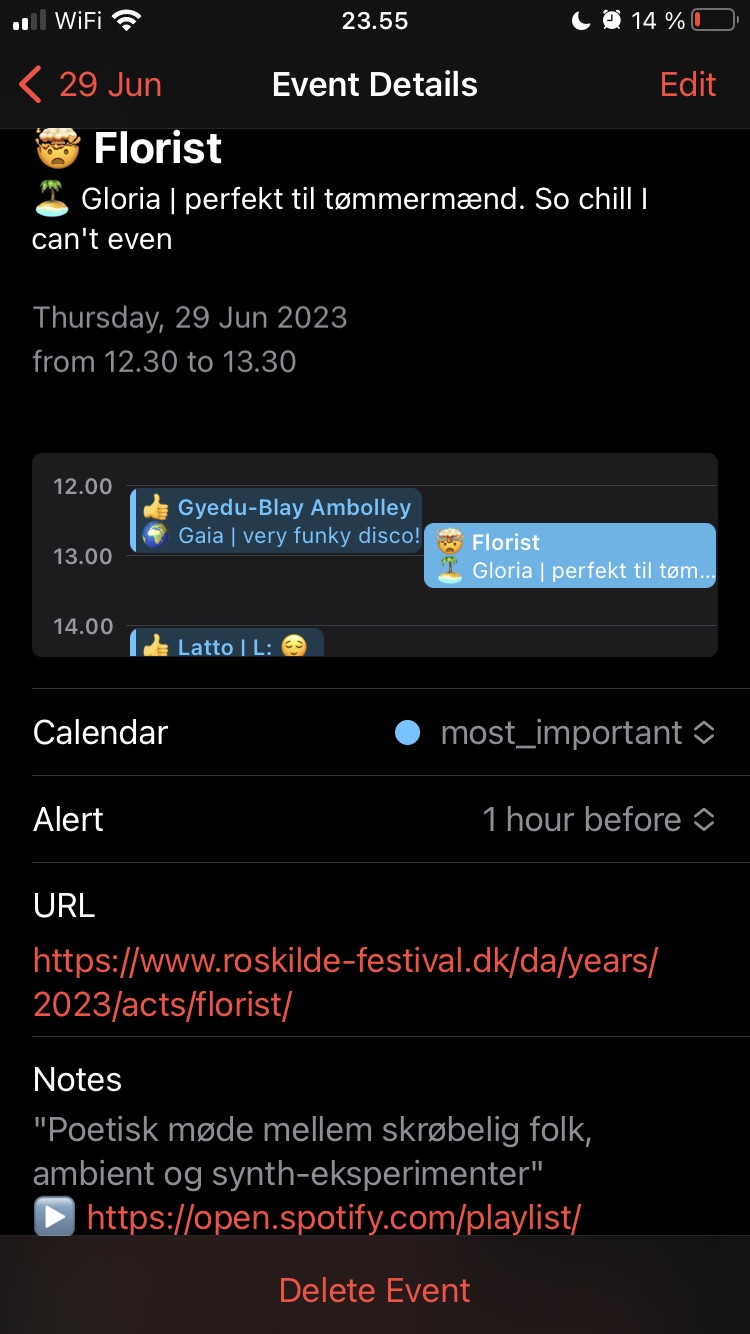 WiFi 23.55 14 %
29 Jun Event Details Edit
🤯 Florist
🏝️ Gloria | perfekt til tømmermænd. So chill I
can't even
Thursday, 29 Jun 2023
from 12.30 to 13.30
12.00
👍 Gyedu-Blay Ambolley
🌍 Gaia | very funky disco!
🤯 Florist
🏝️ Gloria | perfekt til tøm...
13.00
14.00
👍 Latto | L: 😌
Calendar most_important
Alert 1 hour before
URL
https://www.roskilde-festival.dk/da/years/
2023/acts/florist/
Notes
"Poetisk møde mellem skrøbelig folk,
ambient og synth-eksperimenter"
▶️ https://open.spotify.com/playlist/
Delete Event